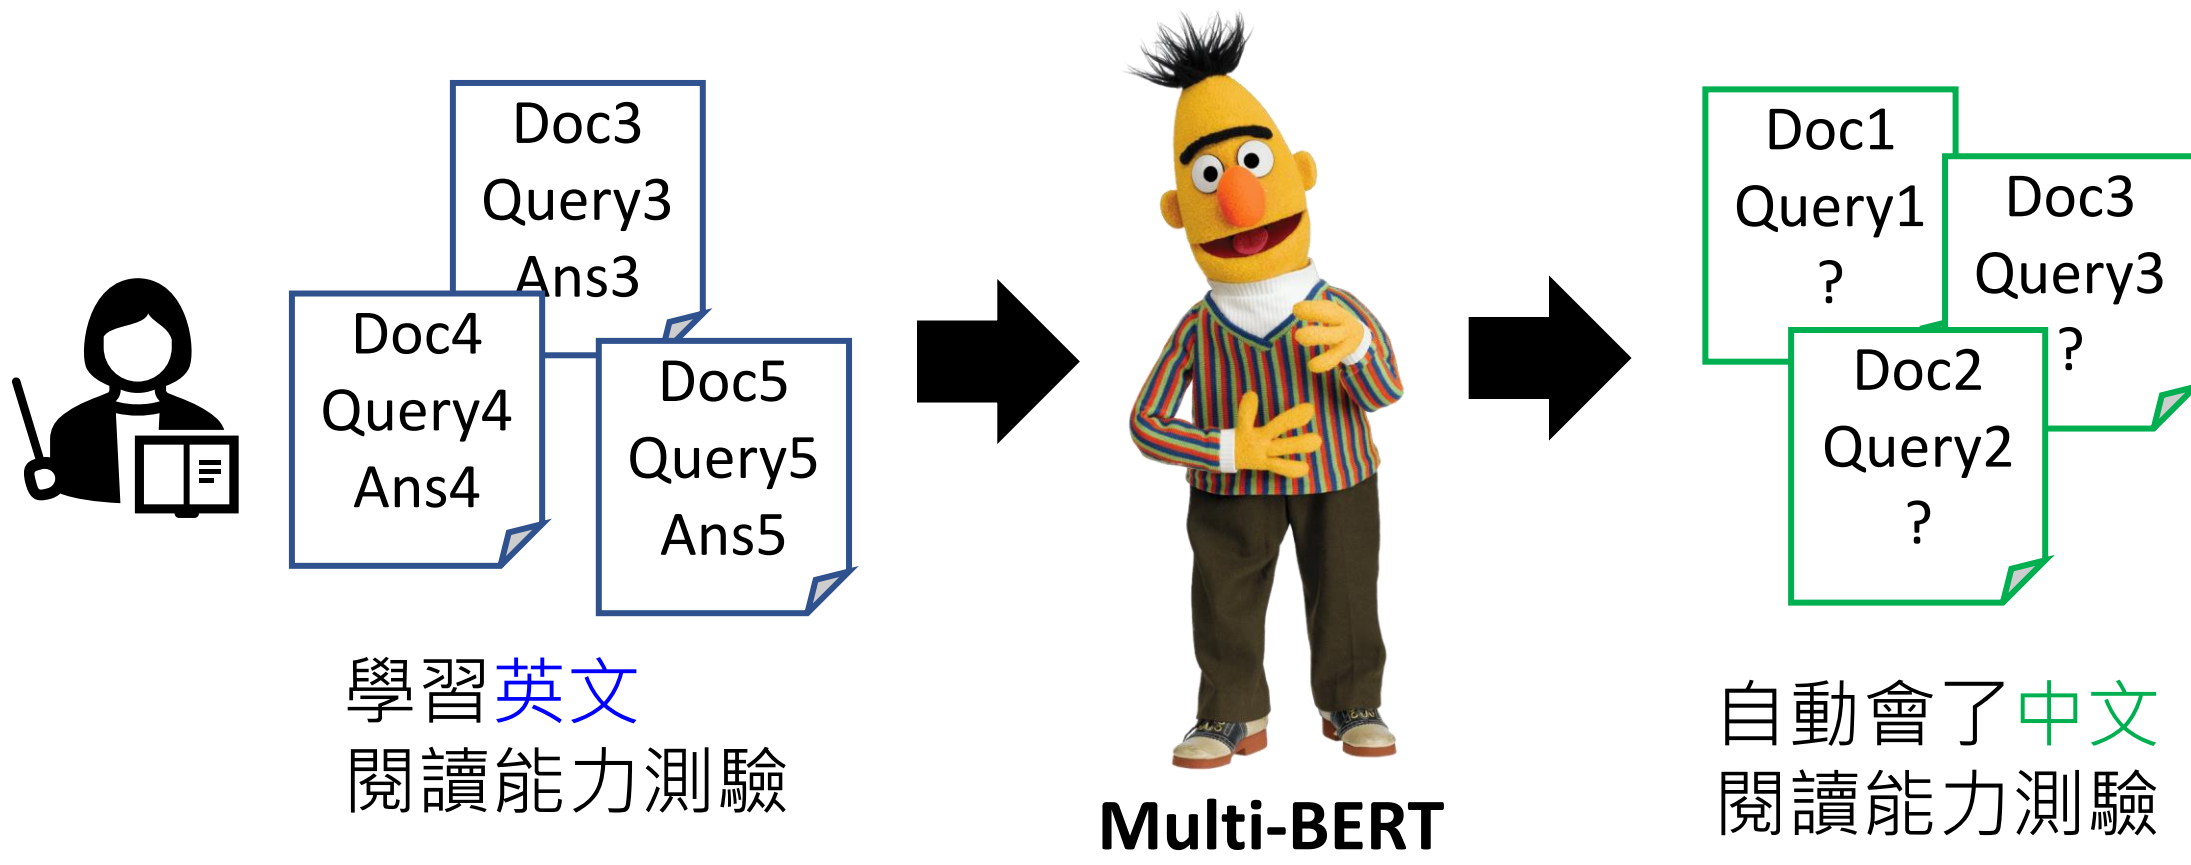 Doc3
Query3
Ans3
Doc4
Query4
Ans4
Doc5
Query5
Ans5
學習英文
閱讀能力測驗
Multi-BERT
Doc1
Query1
?
Doc3
Query3
?
Doc2
Query2
?
自動會了中文
閱讀能力測驗